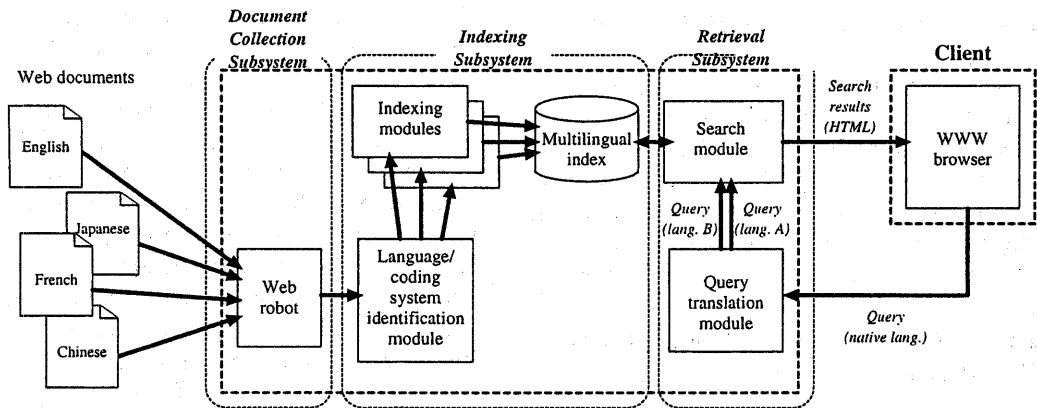 Document
Collection
Subsystem
Indexing
Subsystem
Retrieval
Subsystem
Client
Web documents
English
Japanese
French
Chinese
Web
robot
Indexing
modules
Multilingual
index
Language/
coding
system
identification
module
Search
module
Query
(lang. B)
Query
(lang. A)
Query
translation
module
Search
results
(HTML)
WWW
browser
Query
(native lang.)